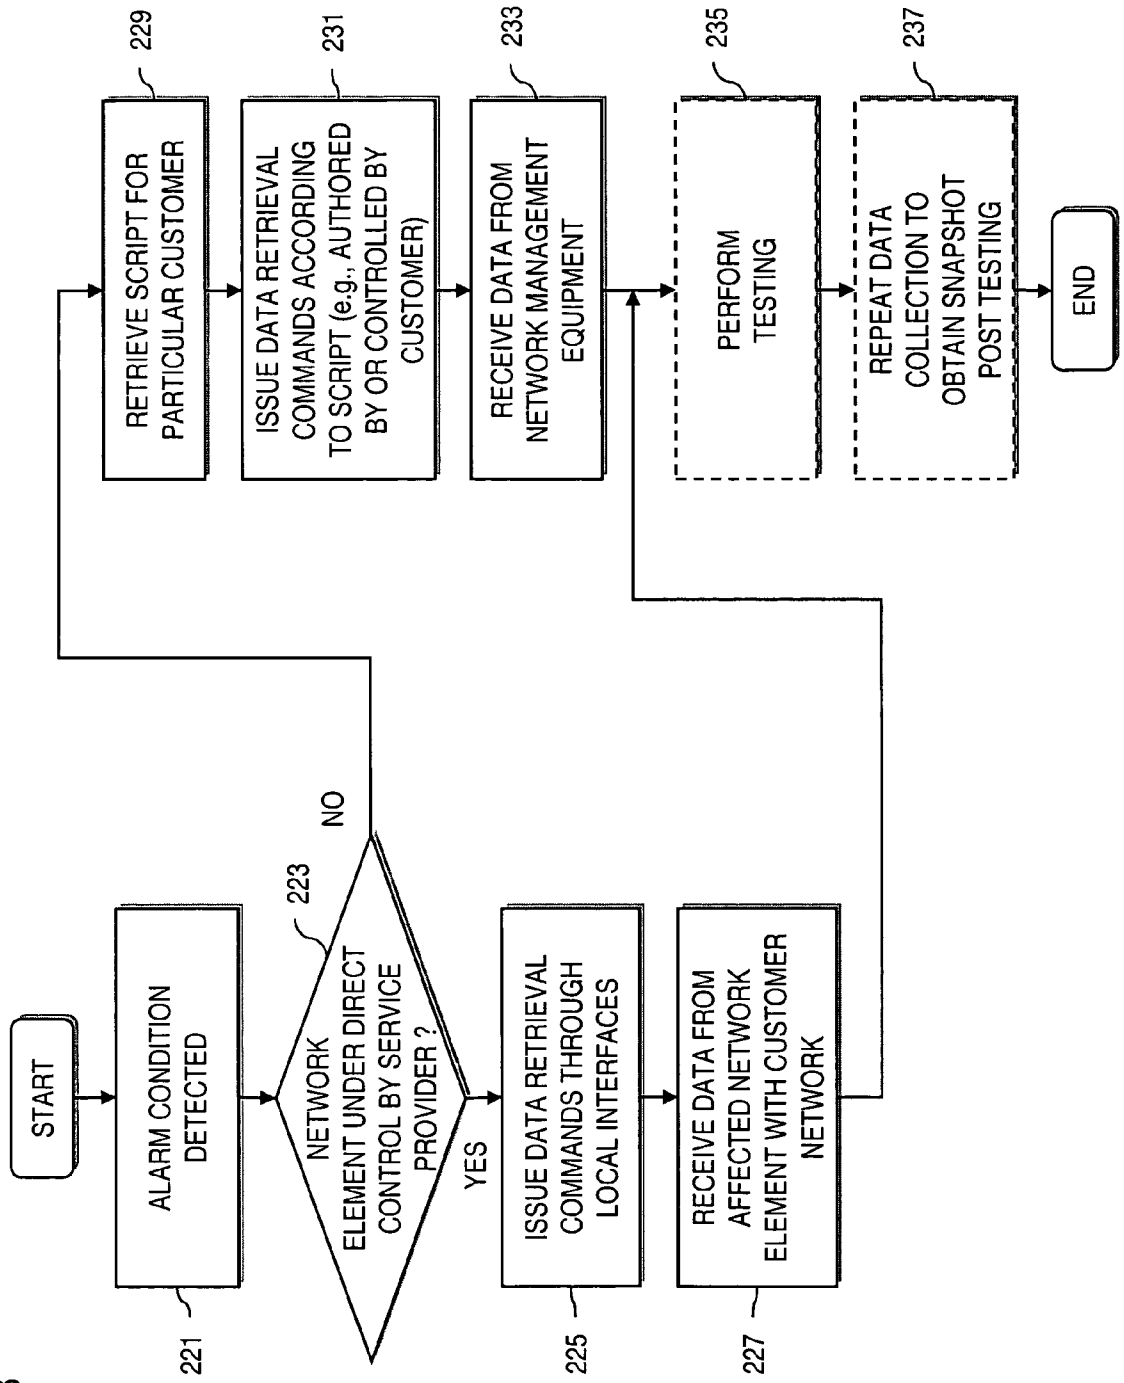 START
ALARM CONDITION
DETECTED
221
NETWORK
ELEMENT UNDER DIRECT
CONTROL BY SERVICE
PROVIDER ?
223
NO
YES
ISSUE DATA RETRIEVAL
COMMANDS THROUGH
LOCAL INTERFACES
225
RECEIVE DATA FROM
AFFECTED NETWORK
ELEMENT WITH CUSTOMER
NETWORK
227
RETRIEVE SCRIPT FOR
PARTICULAR CUSTOMER
229
ISSUE DATA RETRIEVAL
COMMANDS ACCORDING
TO SCRIPT (e.g., AUTHORED
BY OR CONTROLLED BY
CUSTOMER)
231
RECEIVE DATA FROM
NETWORK MANAGEMENT
EQUIPMENT
233
PERFORM
TESTING
235
REPEAT DATA
COLLECTION TO
OBTAIN SNAPSHOT
POST TESTING
237
END